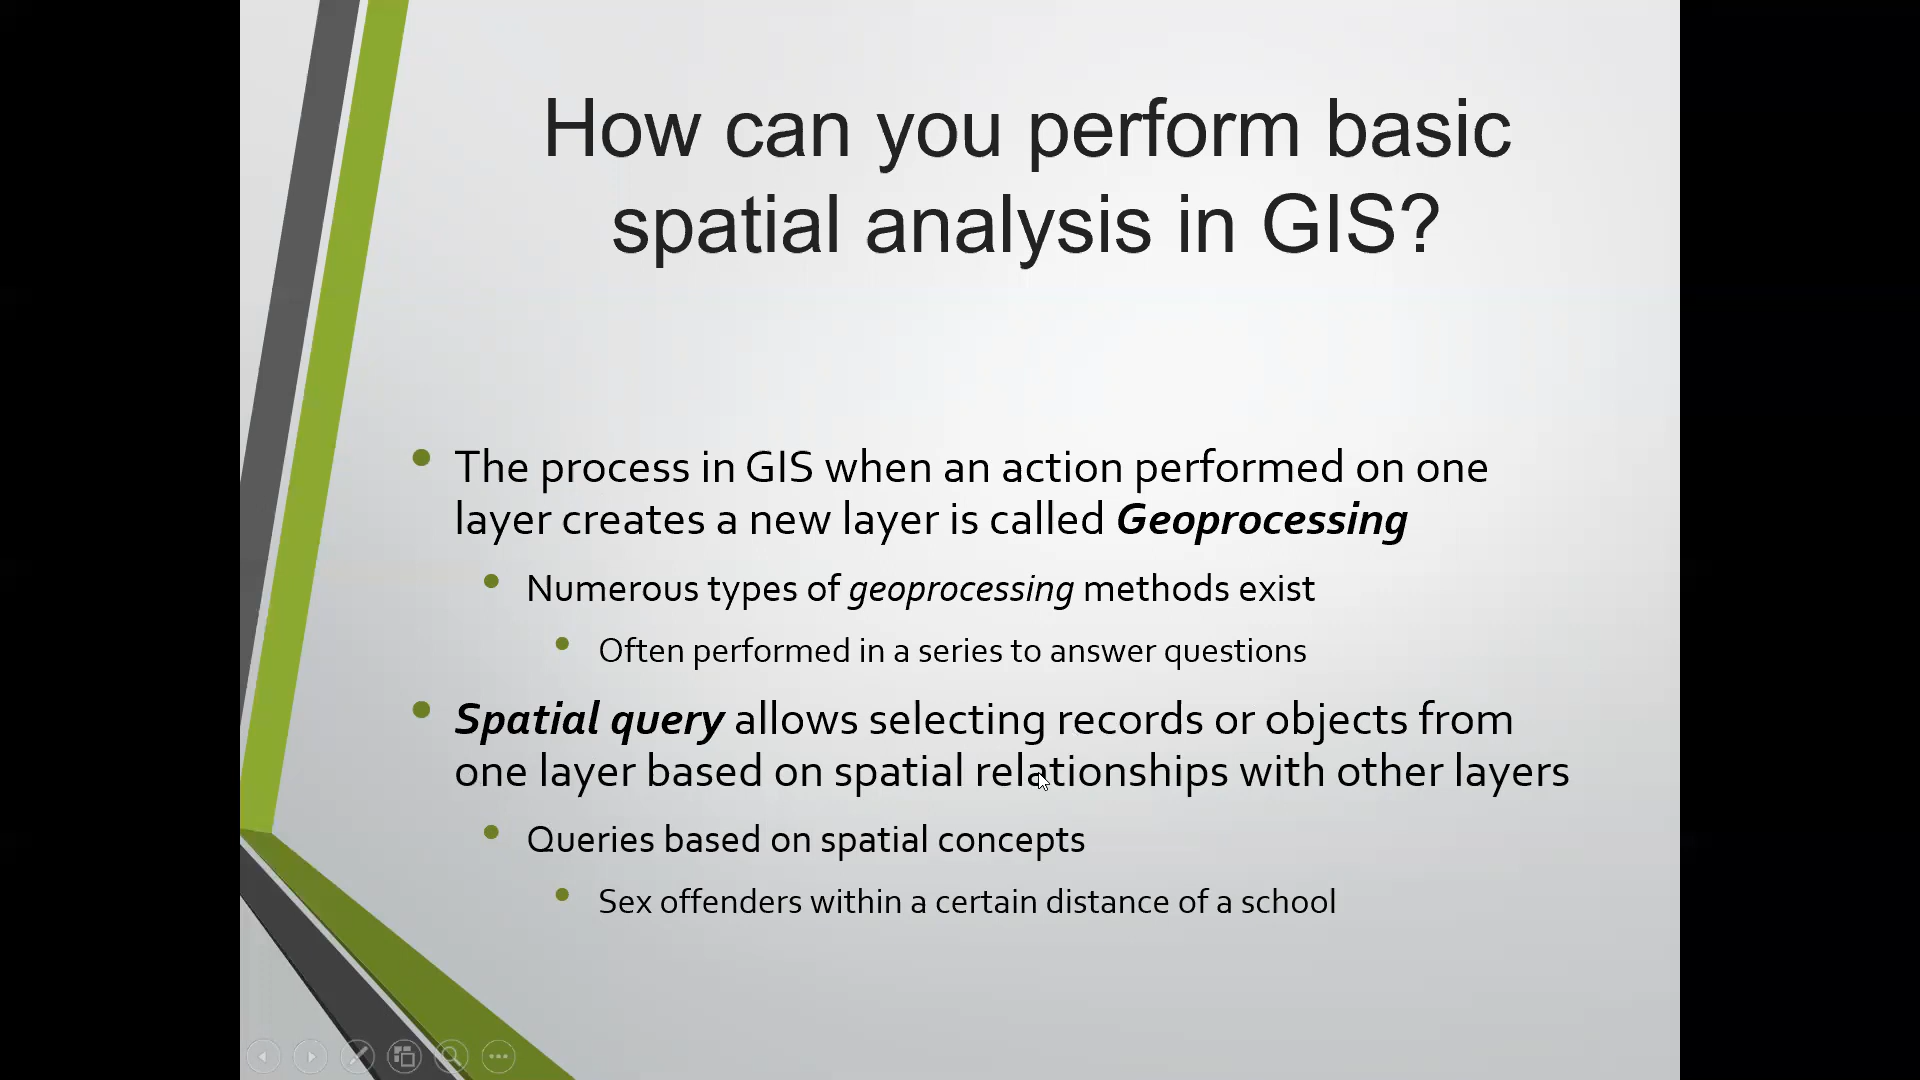 How can you perform basic
spatial analysis in GIS?
The process in GIS when an action performed on one
layer creates a new layer is called Geoprocessing
Numerous types of geoprocessing methods exist
Often performed in a series to answer questions
Spatial query allows selecting records or objects from
one layer based on spatial relationships with other layers
Queries based on spatial concepts
Sex offenders within a certain distance of a school